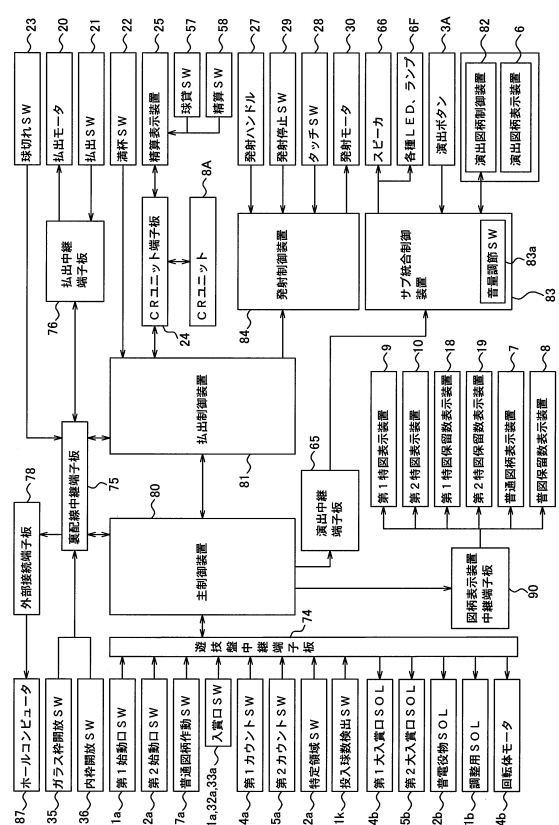 87
ホールコンピュータ
35
ガラス枠開放SW
36
内枠開放SW
1a
第1始動口SW
2a
第2始動口SW
7a
普通図柄作動SW
1a,32a,33a
入賞口SW
4a
第1カウントSW
5a
第2カウントSW
2a
特定領域SW
1k
投入球数検出SW
4b
第1大入賞口SOL
5b
第2大入賞口SOL
2b
普電役物SOL
1b
調整用SOL
4b
回転体モータ
78
外部接続端子板
裏配線中継端子板
75
80
主制御装置
74
遊技盤中継端子板
65
演出中継
端子板
図柄表示装置
中継端子板
90
第1特図表示装置
9
第2特図表示装置
10
第1特図保留数表示装置
18
第2特図保留数表示装置
19
普通図柄表示装置
7
普図保留数表示装置
8
払出制御装置
81
払出中継
端子板
76
CRユニット端子板
24
CRユニット
8A
発射制御装置
84
サブ統合制御
装置
音量調節SW
83a
83
球切れSW
23
払出モータ
20
払出SW
21
満杯SW
22
精算表示装置
25
球貸SW
57
精算SW
58
発射ハンドル
27
発射停止SW
29
タッチSW
28
発射モータ
30
スピーカ
66
各種LED、ランプ
6F
演出ボタン
3A
演出図柄制御装置
82
演出図柄表示装置
6